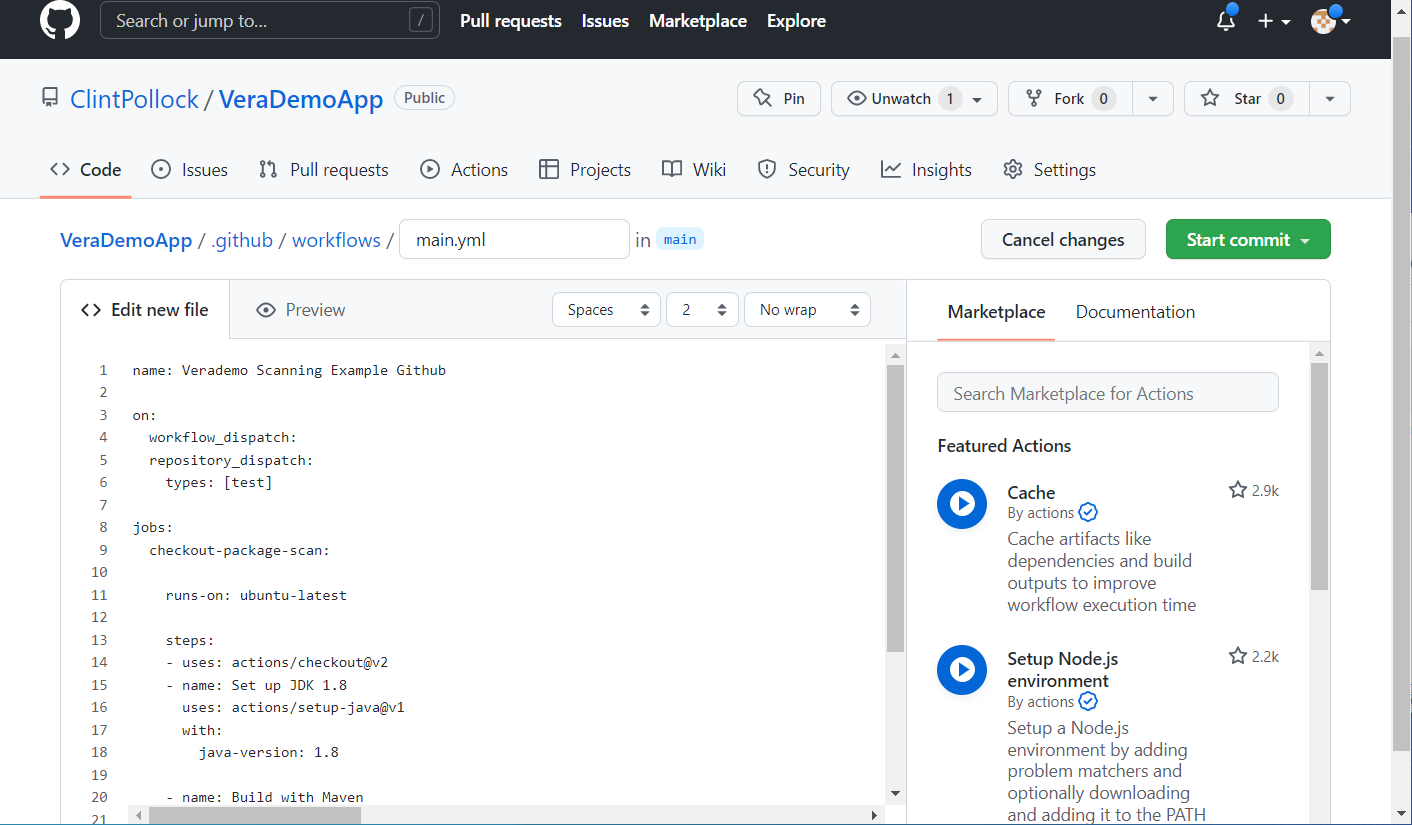 Search or jump to... /
Pull requests Issues Marketplace Explore
ClintPollock / VeraDemoApp Public
Pin Unwatch 1 Fork 0 Star 0
Code Issues Pull requests Actions Projects Wiki Security Insights Settings
VeraDemoApp / .github / workflows / main.yml in main
Cancel changes Start commit
Edit new file Preview Spaces 2 No wrap
1 name: Verademo Scanning Example Github
2
3 on:
4   workflow_dispatch:
5   repository_dispatch:
6     types: [test]
7
8 jobs:
9   checkout-package-scan:
10
11     runs-on: ubuntu-latest
12
13     steps:
14     - uses: actions/checkout@v2
15     - name: Set up JDK 1.8
16       uses: actions/setup-java@v1
17       with:
18         java-version: 1.8
19
20     - name: Build with Maven
21
Marketplace Documentation
Search Marketplace for Actions
Featured Actions
Cache 2.9k
By actions
Cache artifacts like
dependencies and build
outputs to improve
workflow execution time
Setup Node.js 2.2k
environment
By actions
Setup a Node.js
environment by adding
problem matchers and
optionally downloading
and adding it to the PATH